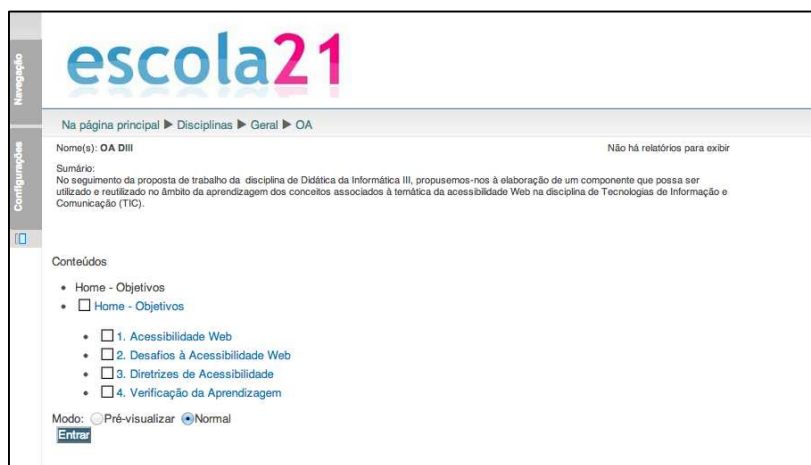 Navegação
Configurações
escola21
Na página principal ▶ Disciplinas ▶ Geral ▶ OA
Nome(s): OA DIII
Não há relatórios para exibir
Sumário:
No seguimento da proposta de trabalho da disciplina de Didática da Informática III, propusemos-nos à elaboração de um componente que possa ser
utilizado e reutilizado no âmbito da aprendizagem dos conceitos associados à temática da acessibilidade Web na disciplina de Tecnologias de Informação e
Comunicação (TIC).
Conteúdos
• Home - Objetivos
• Home - Objetivos
• 1. Acessibilidade Web
• 2. Desafios à Acessibilidade Web
• 3. Diretrizes de Acessibilidade
• 4. Verificação da Aprendizagem
Modo: Pré-visualizar Normal
Entrar